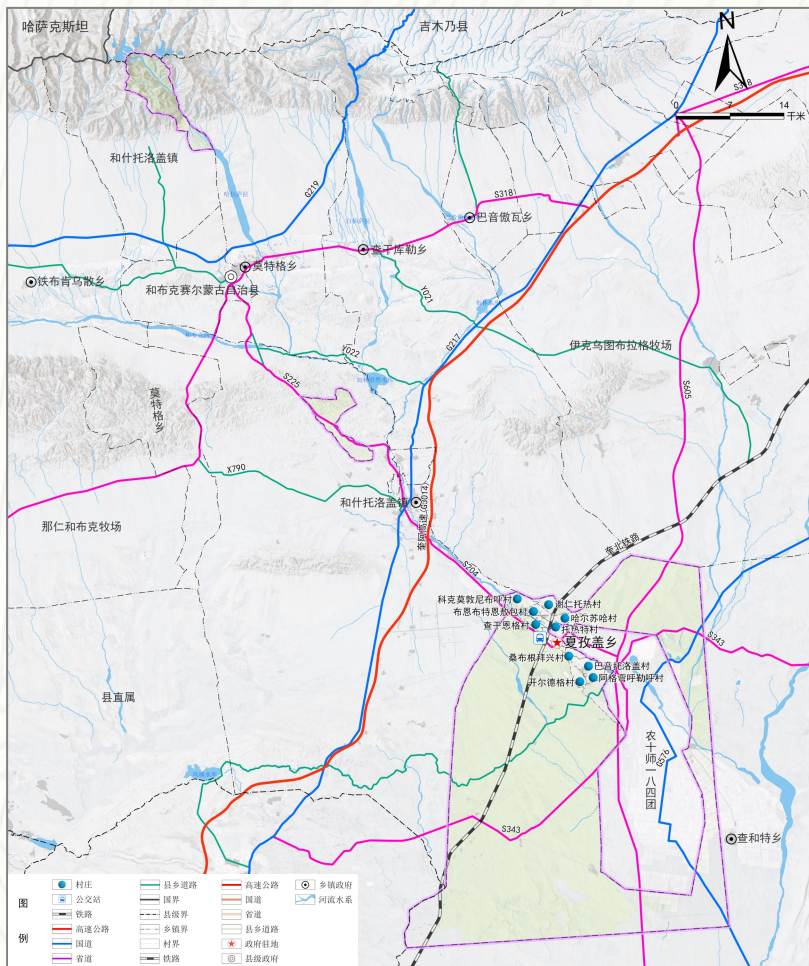 哈萨克斯坦
吉木乃县
N
S318
0 7 14
千米
和什托洛盖镇
G219
S318
巴音傲瓦乡
查干库勒乡
莫特格乡
铁布肯乌散乡
和布克赛尔蒙古自治县
Y021
G217
伊克乌图布拉格牧场
Y022
S225
S605
莫特格乡
X790
和什托洛盖镇
奎阿高速(G3014)
那仁和布克牧场
奎北铁路
S204
科克莫敦尼布呼村
谢仁托热村
布恩布特恩敖包村
哈尔苏哈村
查干恩格村
托热特村
夏孜盖乡
S343
桑布根拜兴村
巴音托洛盖村
阿格弯呼勒呼村
开尔德格村
县直属
农十师一八四团
G576
S343
查和特乡
图例
村庄
县乡道路
高速公路
乡镇政府
公交站
国界
国道
河流水系
铁路
县级界
省道
高速公路
乡镇界
县乡道路
国道
村界
政府驻地
省道
铁路
县级政府